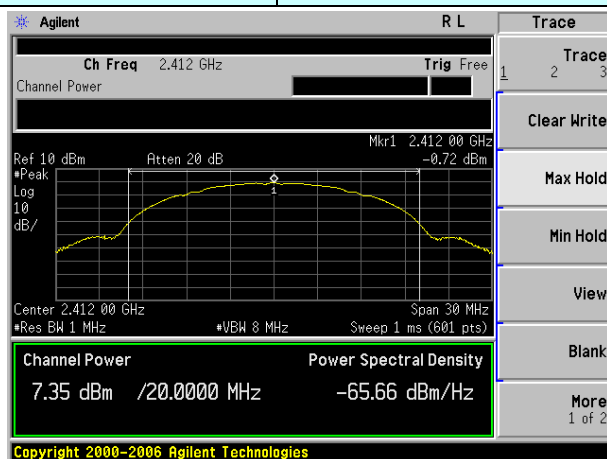 Agilent R L Trace
Ch Freq 2.412 GHz Trig Free
Channel Power
Trace
1 2 3
Clear Write
Mkr1 2.412 00 GHz
Ref 10 dBm Atten 20 dB -0.72 dBm
#Peak
Log
10
dB/
1
Max Hold
Min Hold
View
Center 2.412 00 GHz Span 30 MHz
#Res BW 1 MHz #VBW 8 MHz Sweep 1 ms (601 pts)
Channel Power Power Spectral Density
7.35 dBm /20.0000 MHz -65.66 dBm/Hz
Blank
More
1 of 2
Copyright 2000-2006 Agilent Technologies